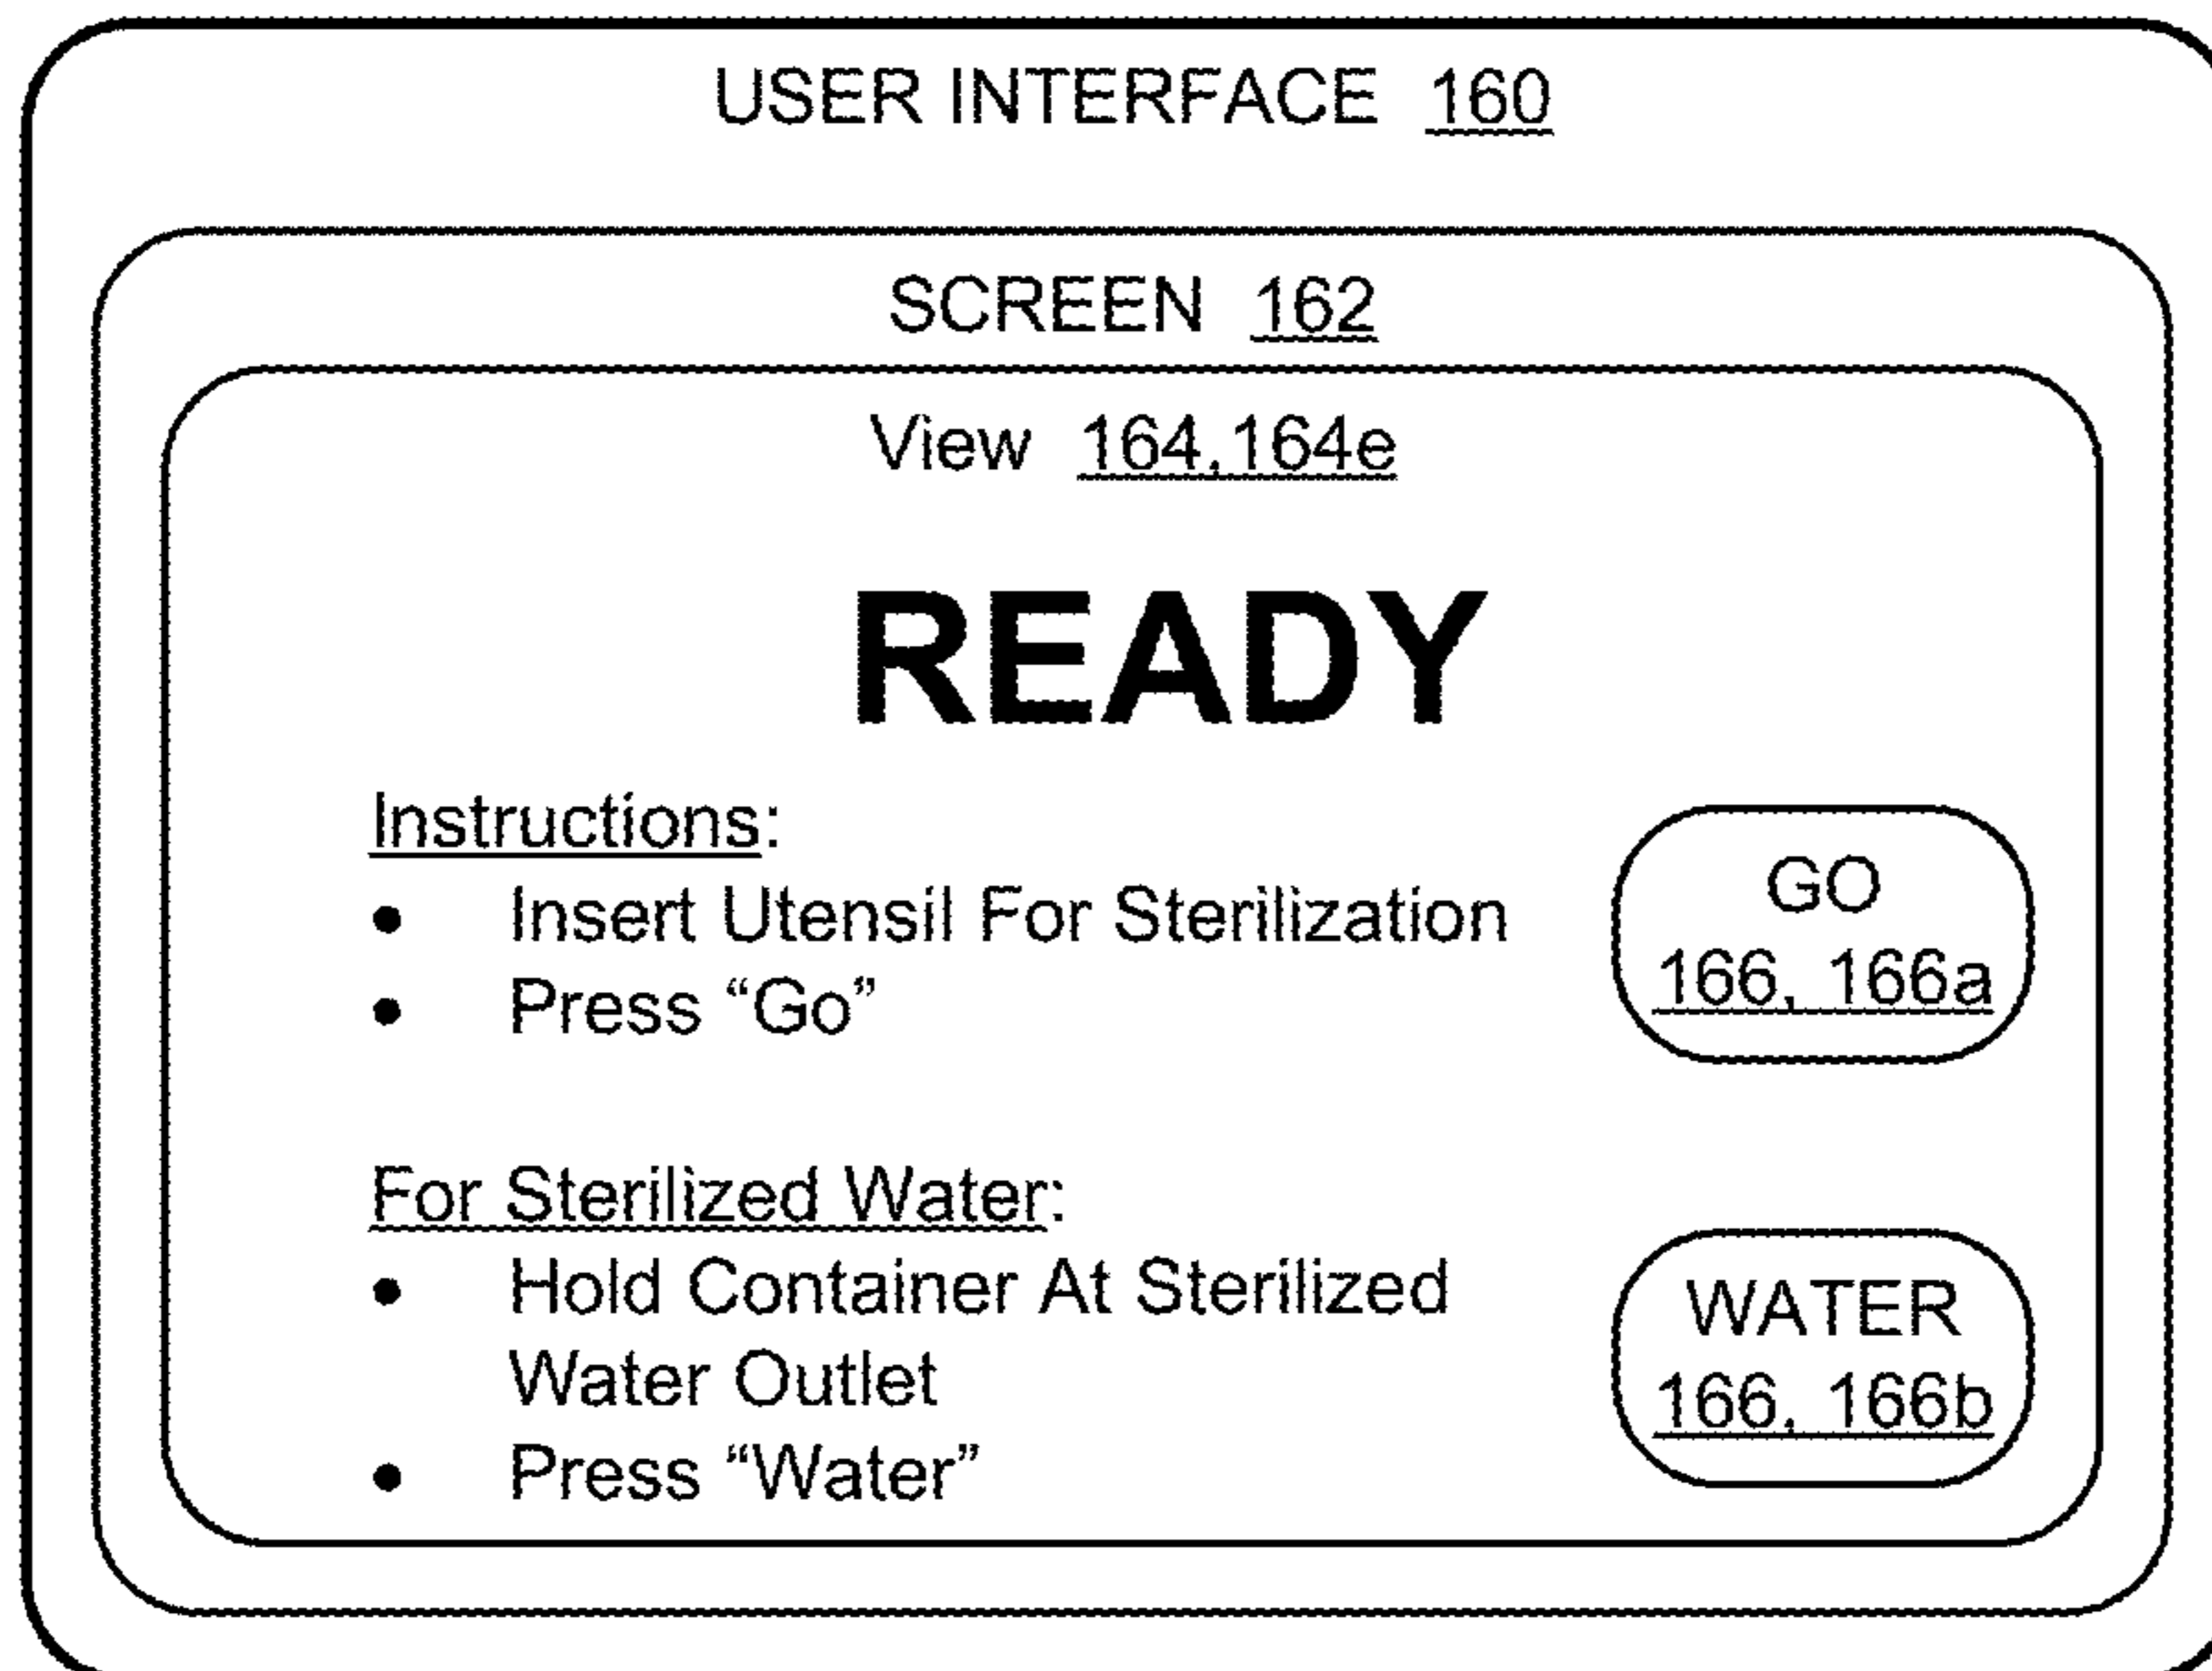 USER INTERFACE 160
SCREEN 162
View 164,164e
READY
Instructions:
• Insert Utensil For Sterilization
• Press “Go”
GO
166, 166a
For Sterilized Water:
• Hold Container At Sterilized
Water Outlet
• Press “Water”
WATER
166, 166b